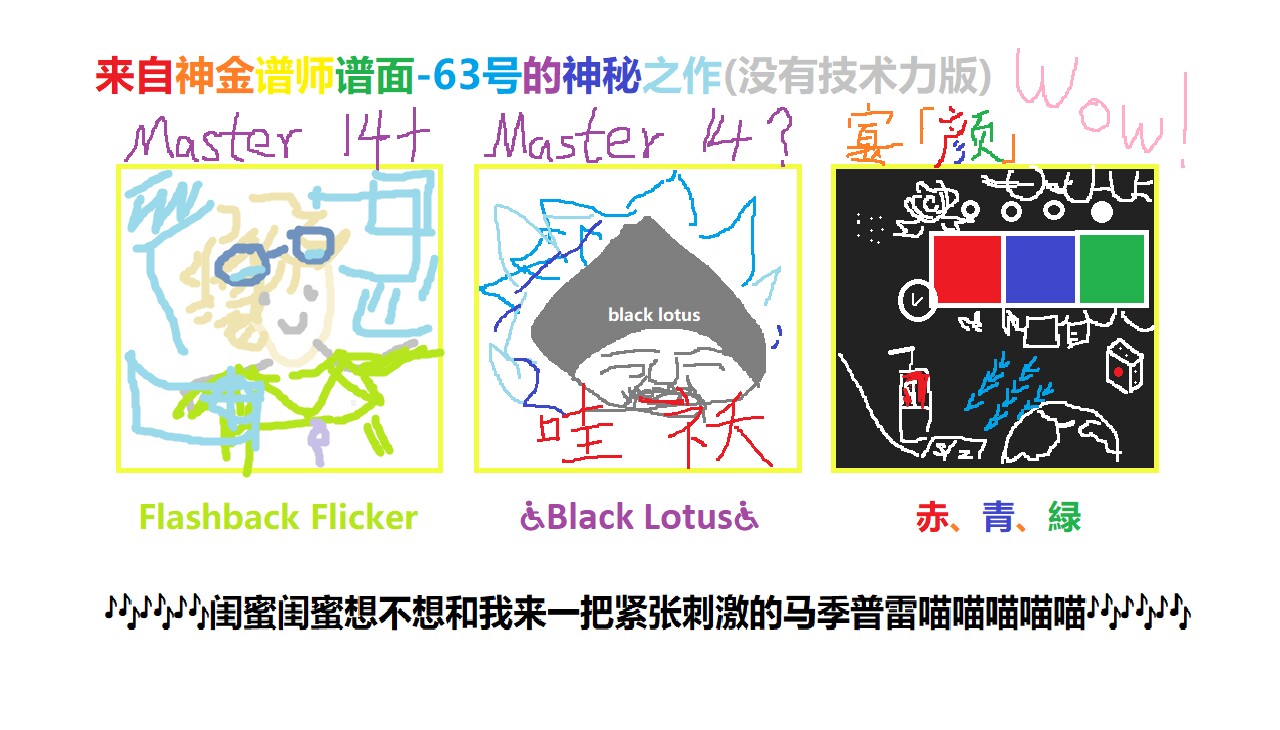 来自神金谱师谱面-63号的神秘之作(没有技术力版)
Wow!
Master 14+
Master 14?
宴「顔」
black lotus
哇 袄
Flashback Flicker
♿Black Lotus♿
赤、青、緑
♪♪♪♪♪♪闺蜜闺蜜想不想和我来一把紧张刺激的马季普雷喵喵喵喵喵♪♪♪♪♪♪